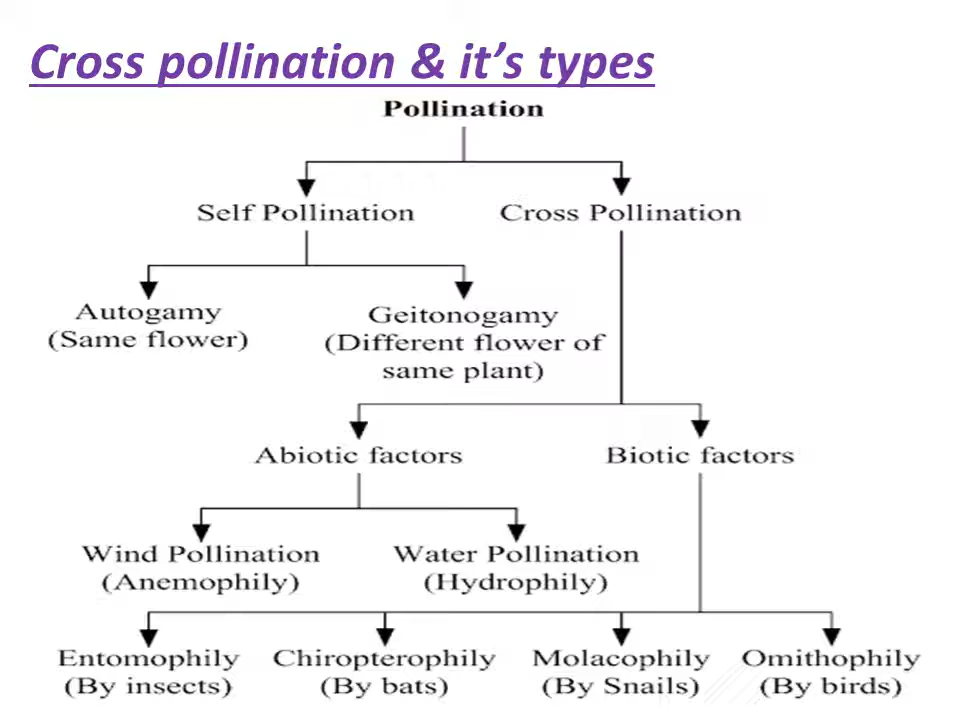 Cross pollination & it's types
Pollination
Self Pollination
Cross Pollination
Autogamy
(Same flower)
Geitonogamy
(Different flower of
same plant)
Abiotic factors
Biotic factors
Wind Pollination
(Anemophily)
Water Pollination
(Hydrophily)
Entomophily
(By insects)
Chiropterophily
(By bats)
Molacophily
(By Snails)
Omithophily
(By birds)